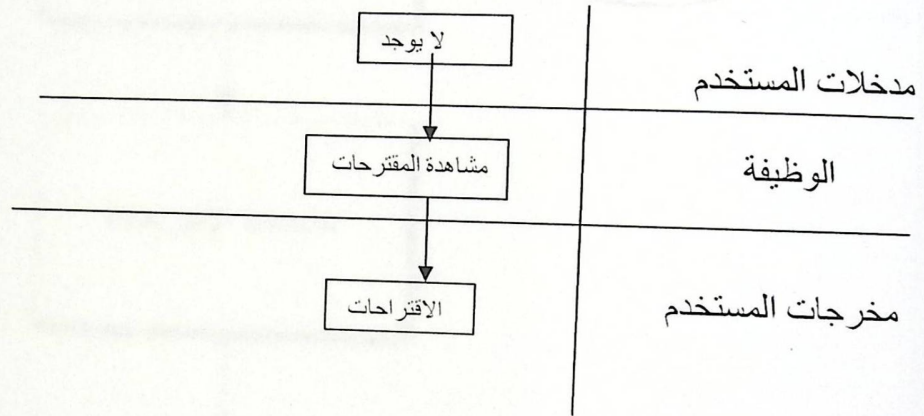 لا يوجد
مدخلات المستخدم
مشاهدة المقترحات
الوظيفة
الاقتراحات
مخرجات المستخدم